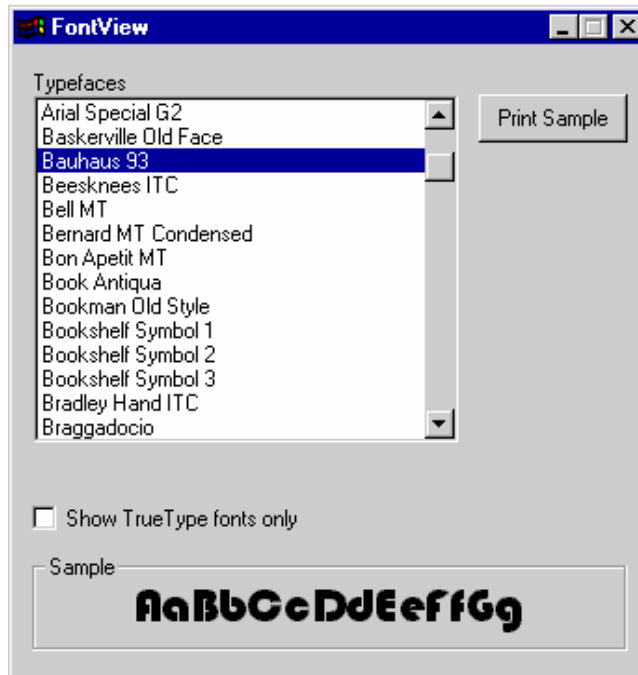 FontView
Typefaces
Arial Special G2
Baskerville Old Face
Bauhaus 93
Beesknees ITC
Bell MT
Bernard MT Condensed
Bon Apetit MT
Book Antiqua
Bookman Old Style
Bookshelf Symbol 1
Bookshelf Symbol 2
Bookshelf Symbol 3
Bradley Hand ITC
Braggadocio
Print Sample
Show TrueType fonts only
Sample
AaBbCcDdEeFfGg